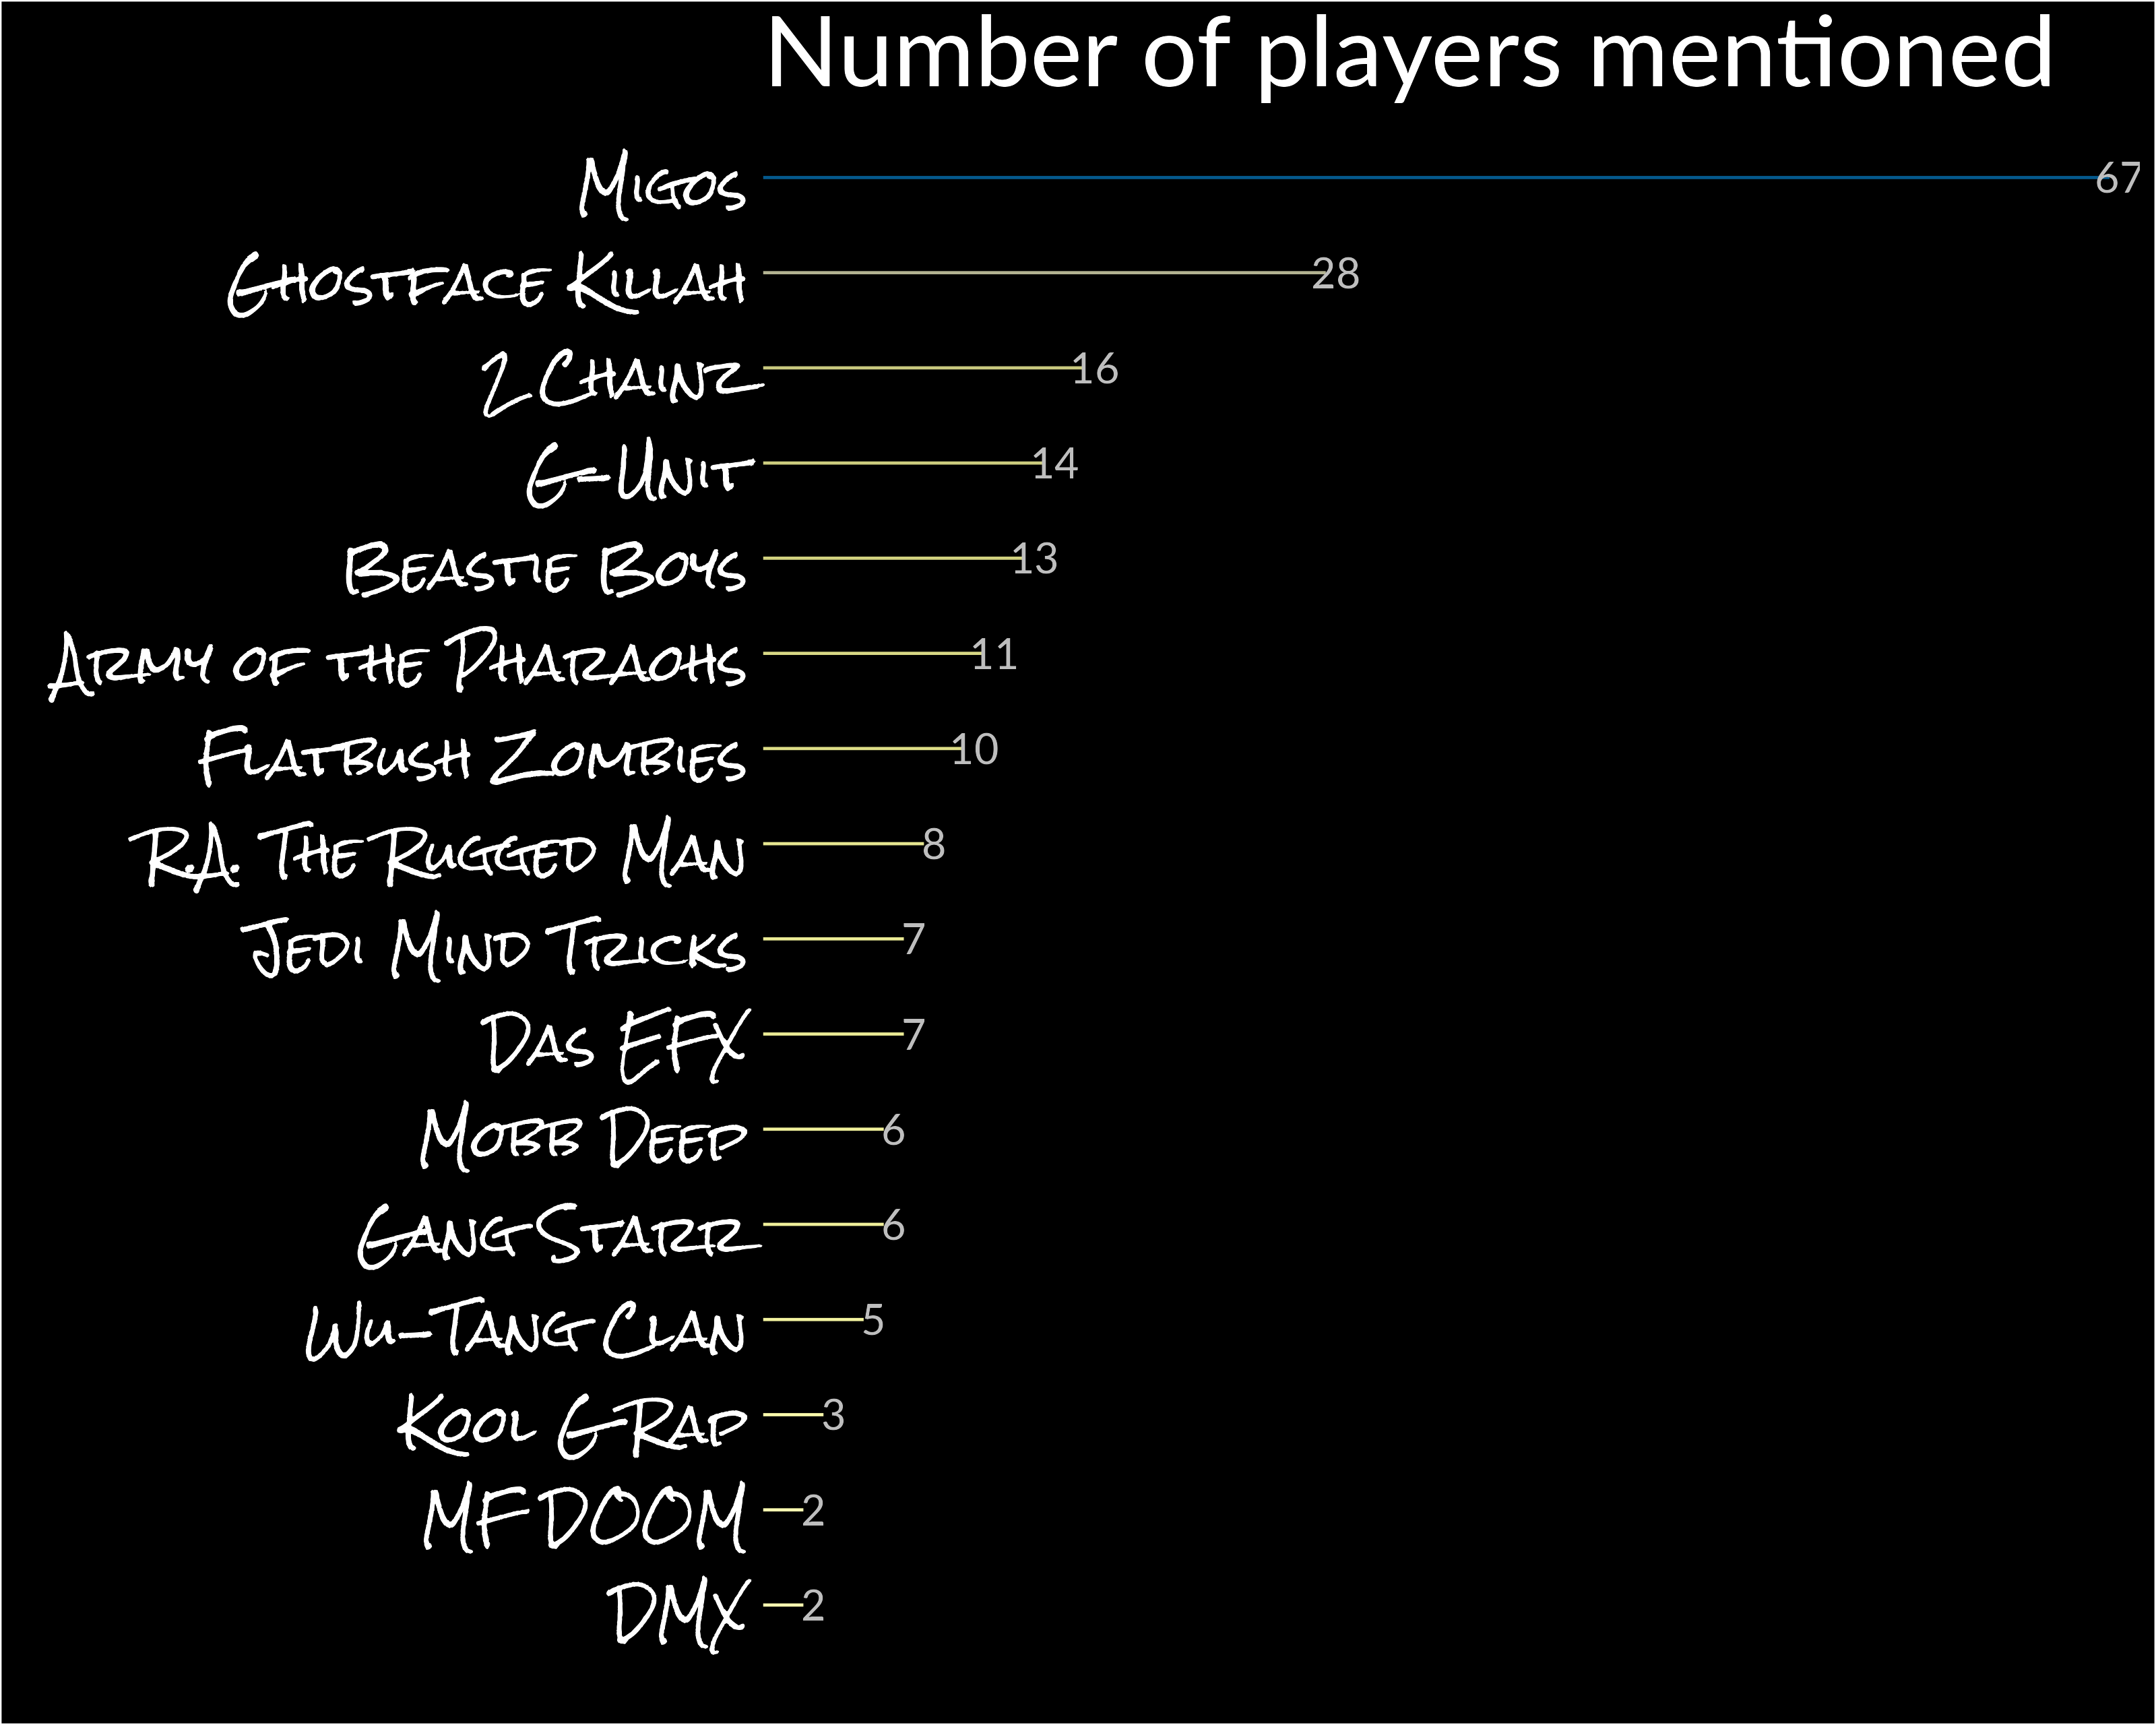 Number of players mentioned
Migos 67
Ghostface Killah 28
2 Chainz 16
G-Unit 14
Beastie Boys 13
Army of the Pharaohs 11
Flatbush Zombies 10
R.A. The Rugged Man 8
Jedi Mind Tricks 7
Das EFX 7
Mobb Deep 6
Gang Starr 6
Wu-Tang Clan 5
Kool G Rap 3
MF DOOM 2
DMX 2